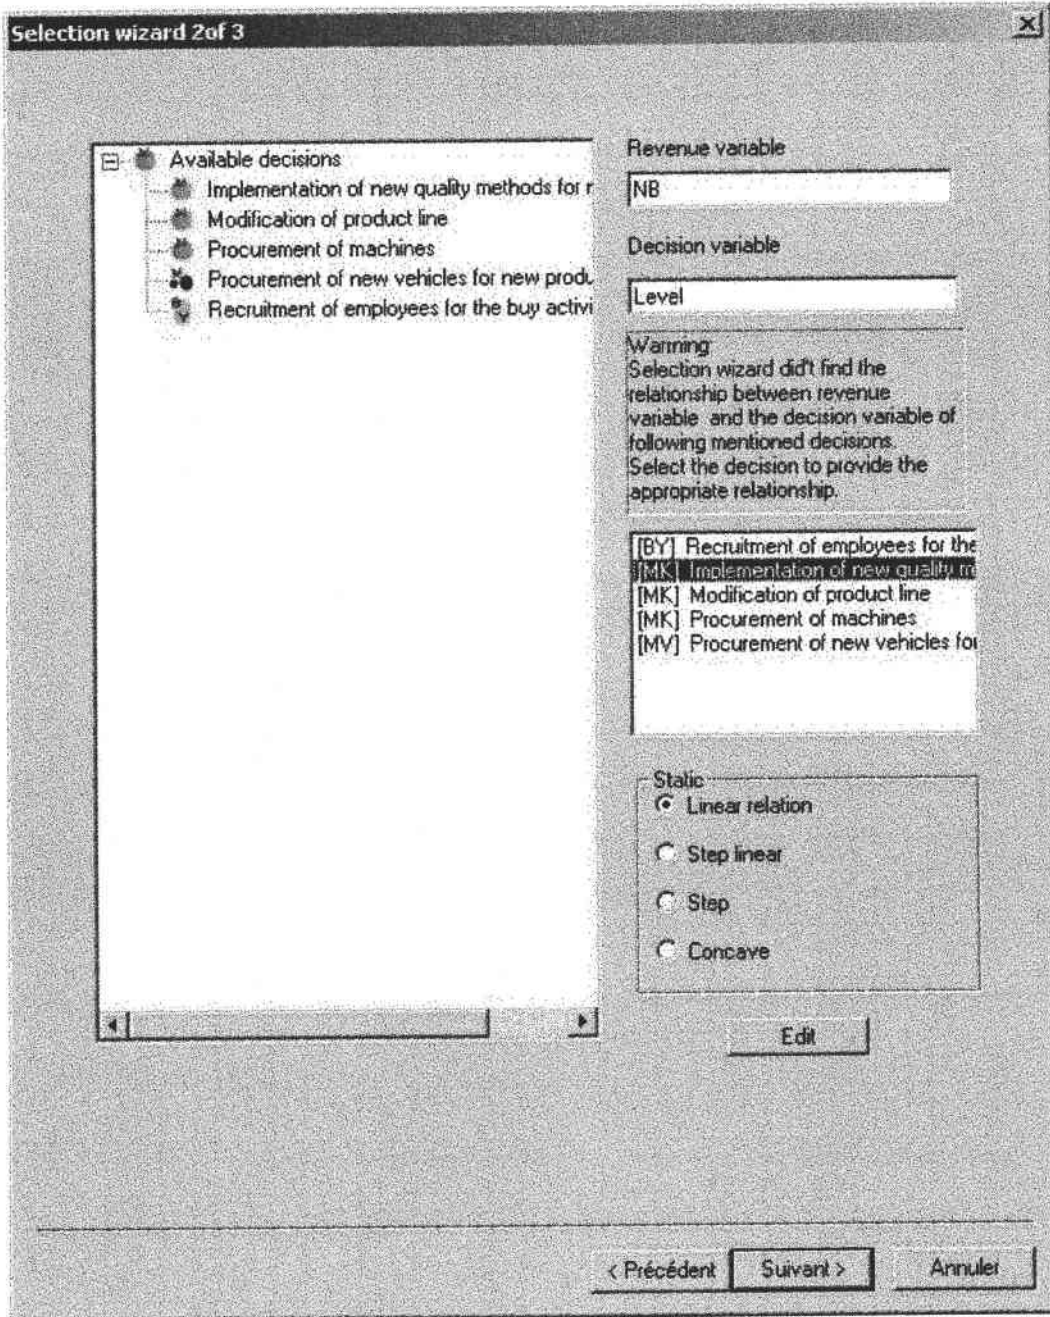 Selection wizard 2of 3
Available decisions
Implementation of new quality methods for r
Modification of product line
Procurement of machines
Procurement of new vehicles for new produ
Recruitment of employees for the buy activi
Revenue variable
NB
Decision variable
Level
Warning
Selection wizard did't find the
relationship between revenue
variable and the decision variable of
following mentioned decisions.
Select the decision to provide the
appropriate relationship.
[BY] Recruitment of employees for the
[MK] Implementation of new quality m
[MK] Modification of product line
[MK] Procurement of machines
[MV] Procurement of new vehicles for
Static
Linear relation
Step linear
Step
Concave
Edit
< Précédent
Suivant >
Annuler